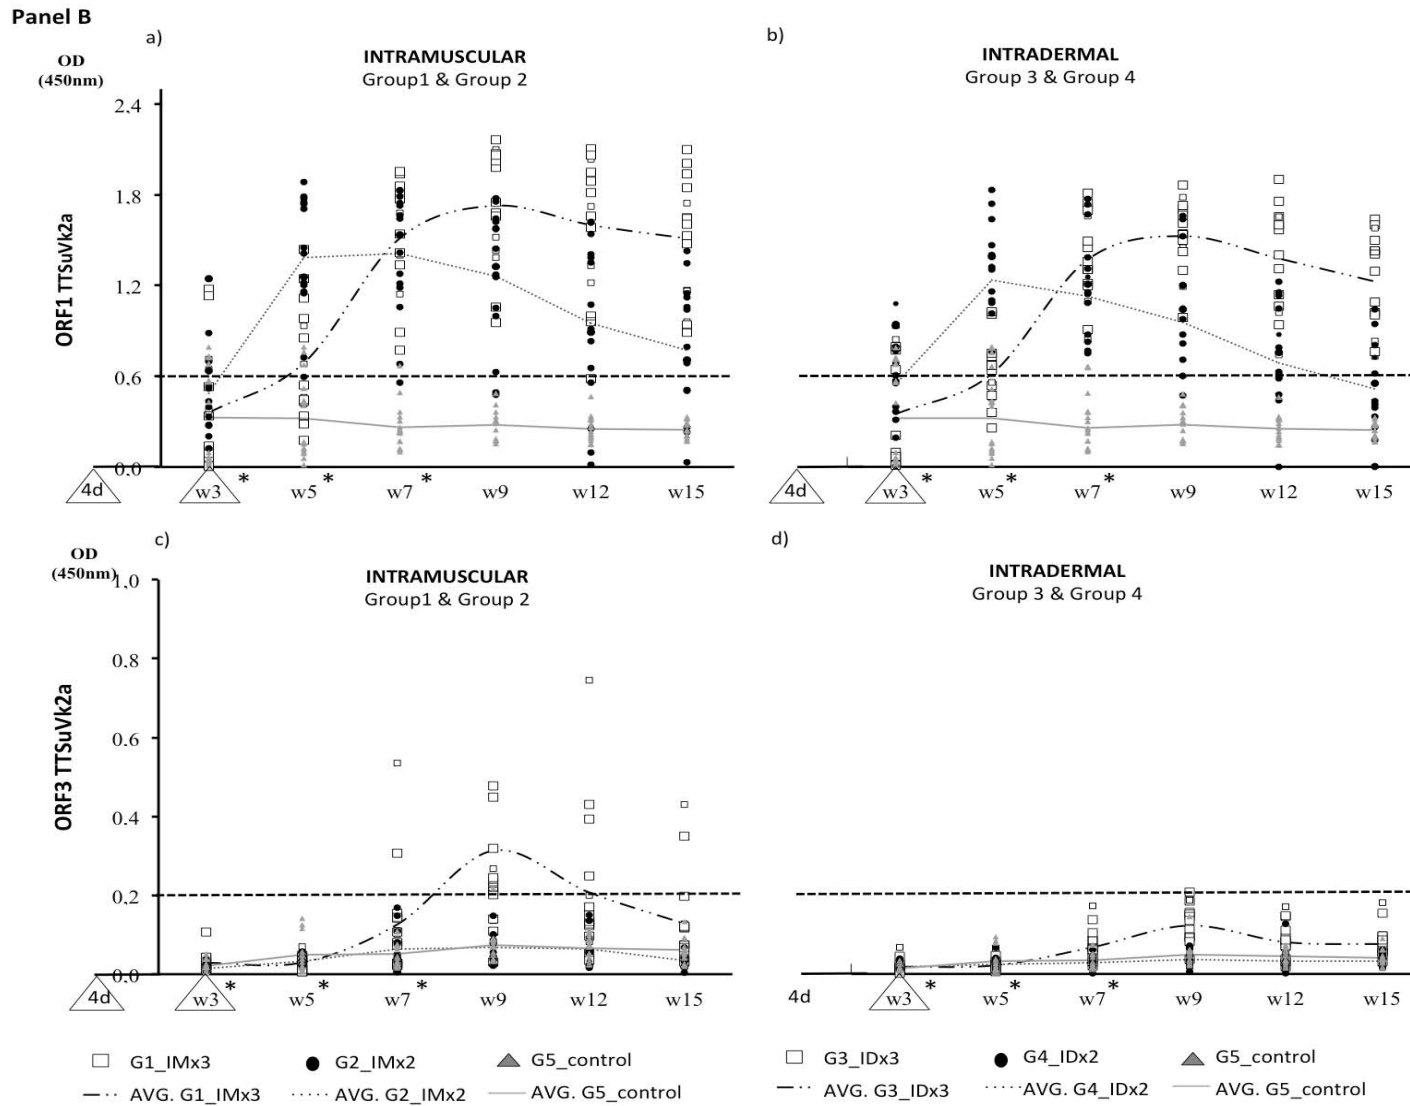 Panel B
a)
OD
(450nm)
INTRAMUSCULAR
Group1 & Group 2
ORF1 TTSuVk2a
2.4
1.8
1.2
0.6
0.0
4d
w3 *
w5 *
w7 *
w9
w12
w15
b)
INTRADERMAL
Group 3 & Group 4
4d
w3 *
w5 *
w7 *
w9
w12
w15
c)
OD
(450nm)
INTRAMUSCULAR
Group1 & Group 2
ORF3 TTSuVk2a
1.0
0.8
0.6
0.4
0.2
0.0
4d
w3 *
w5 *
w7 *
w9
w12
w15
d)
INTRADERMAL
Group 3 & Group 4
4d
w3 *
w5 *
w7 *
w9
w12
w15
G1_IMx3 G2_IMx2 G5_control
AVG. G1_IMx3 AVG. G2_IMx2 AVG. G5_control
G3_IDx3 G4_IDx2 G5_control
AVG. G3_IDx3 AVG. G4_IDx2 AVG. G5_control